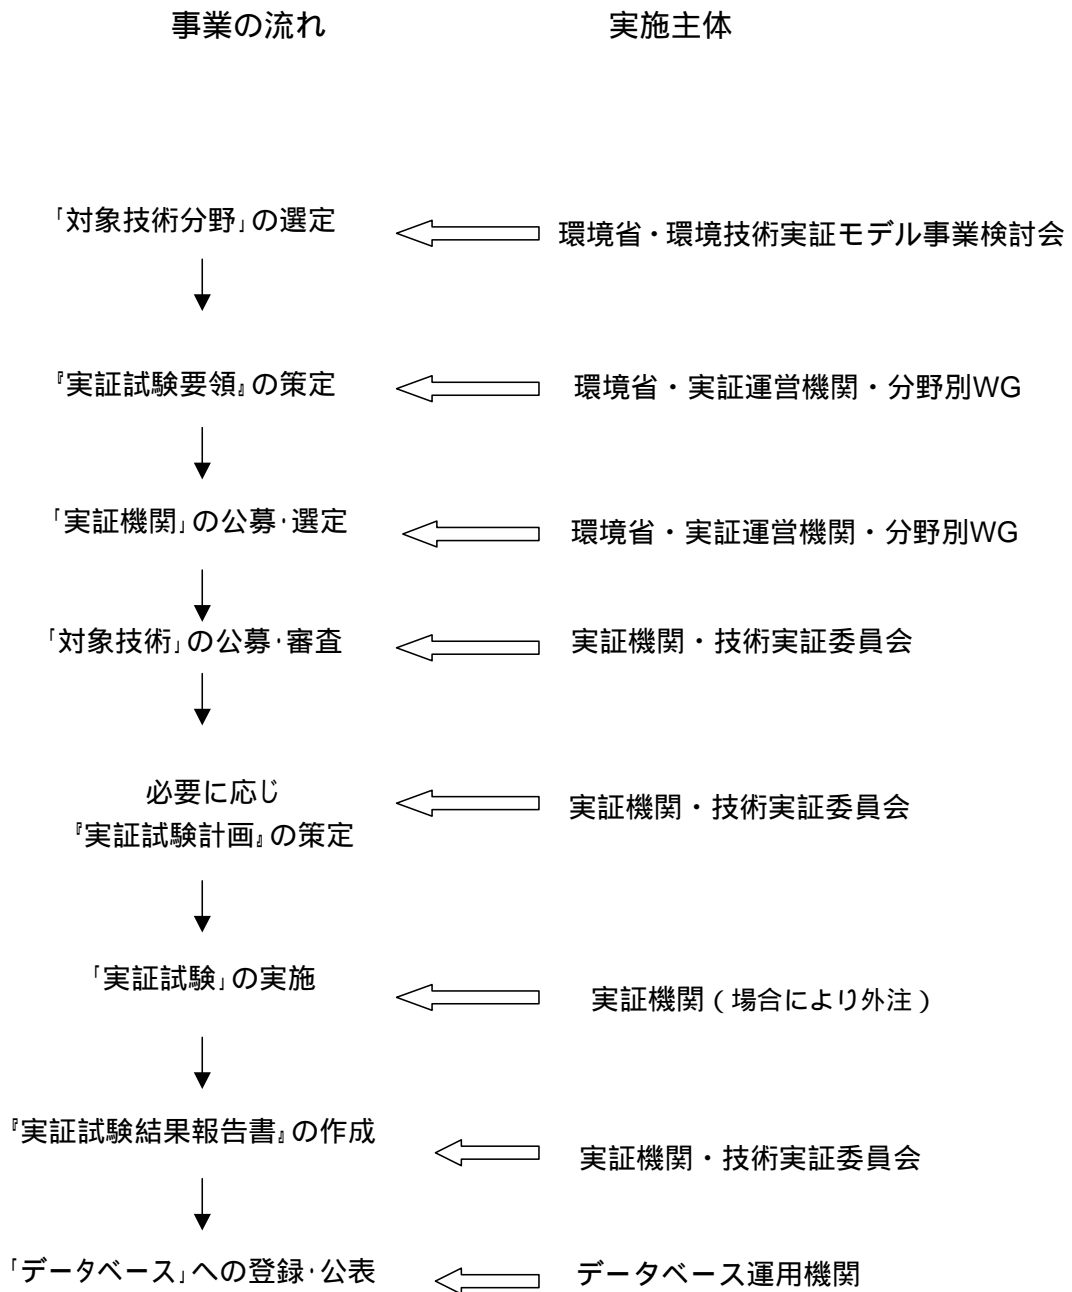 事業の流れ
実施主体
「対象技術分野」の選定
環境省・環境技術実証モデル事業検討会
『実証試験要領』の策定
環境省・実証運営機関・分野別WG
「実証機関」の公募・選定
環境省・実証運営機関・分野別WG
「対象技術」の公募・審査
実証機関・技術実証委員会
必要に応じ
『実証試験計画』の策定
実証機関・技術実証委員会
「実証試験」の実施
実証機関(場合により外注)
『実証試験結果報告書』の作成
実証機関・技術実証委員会
「データベース」への登録・公表
データベース運用機関